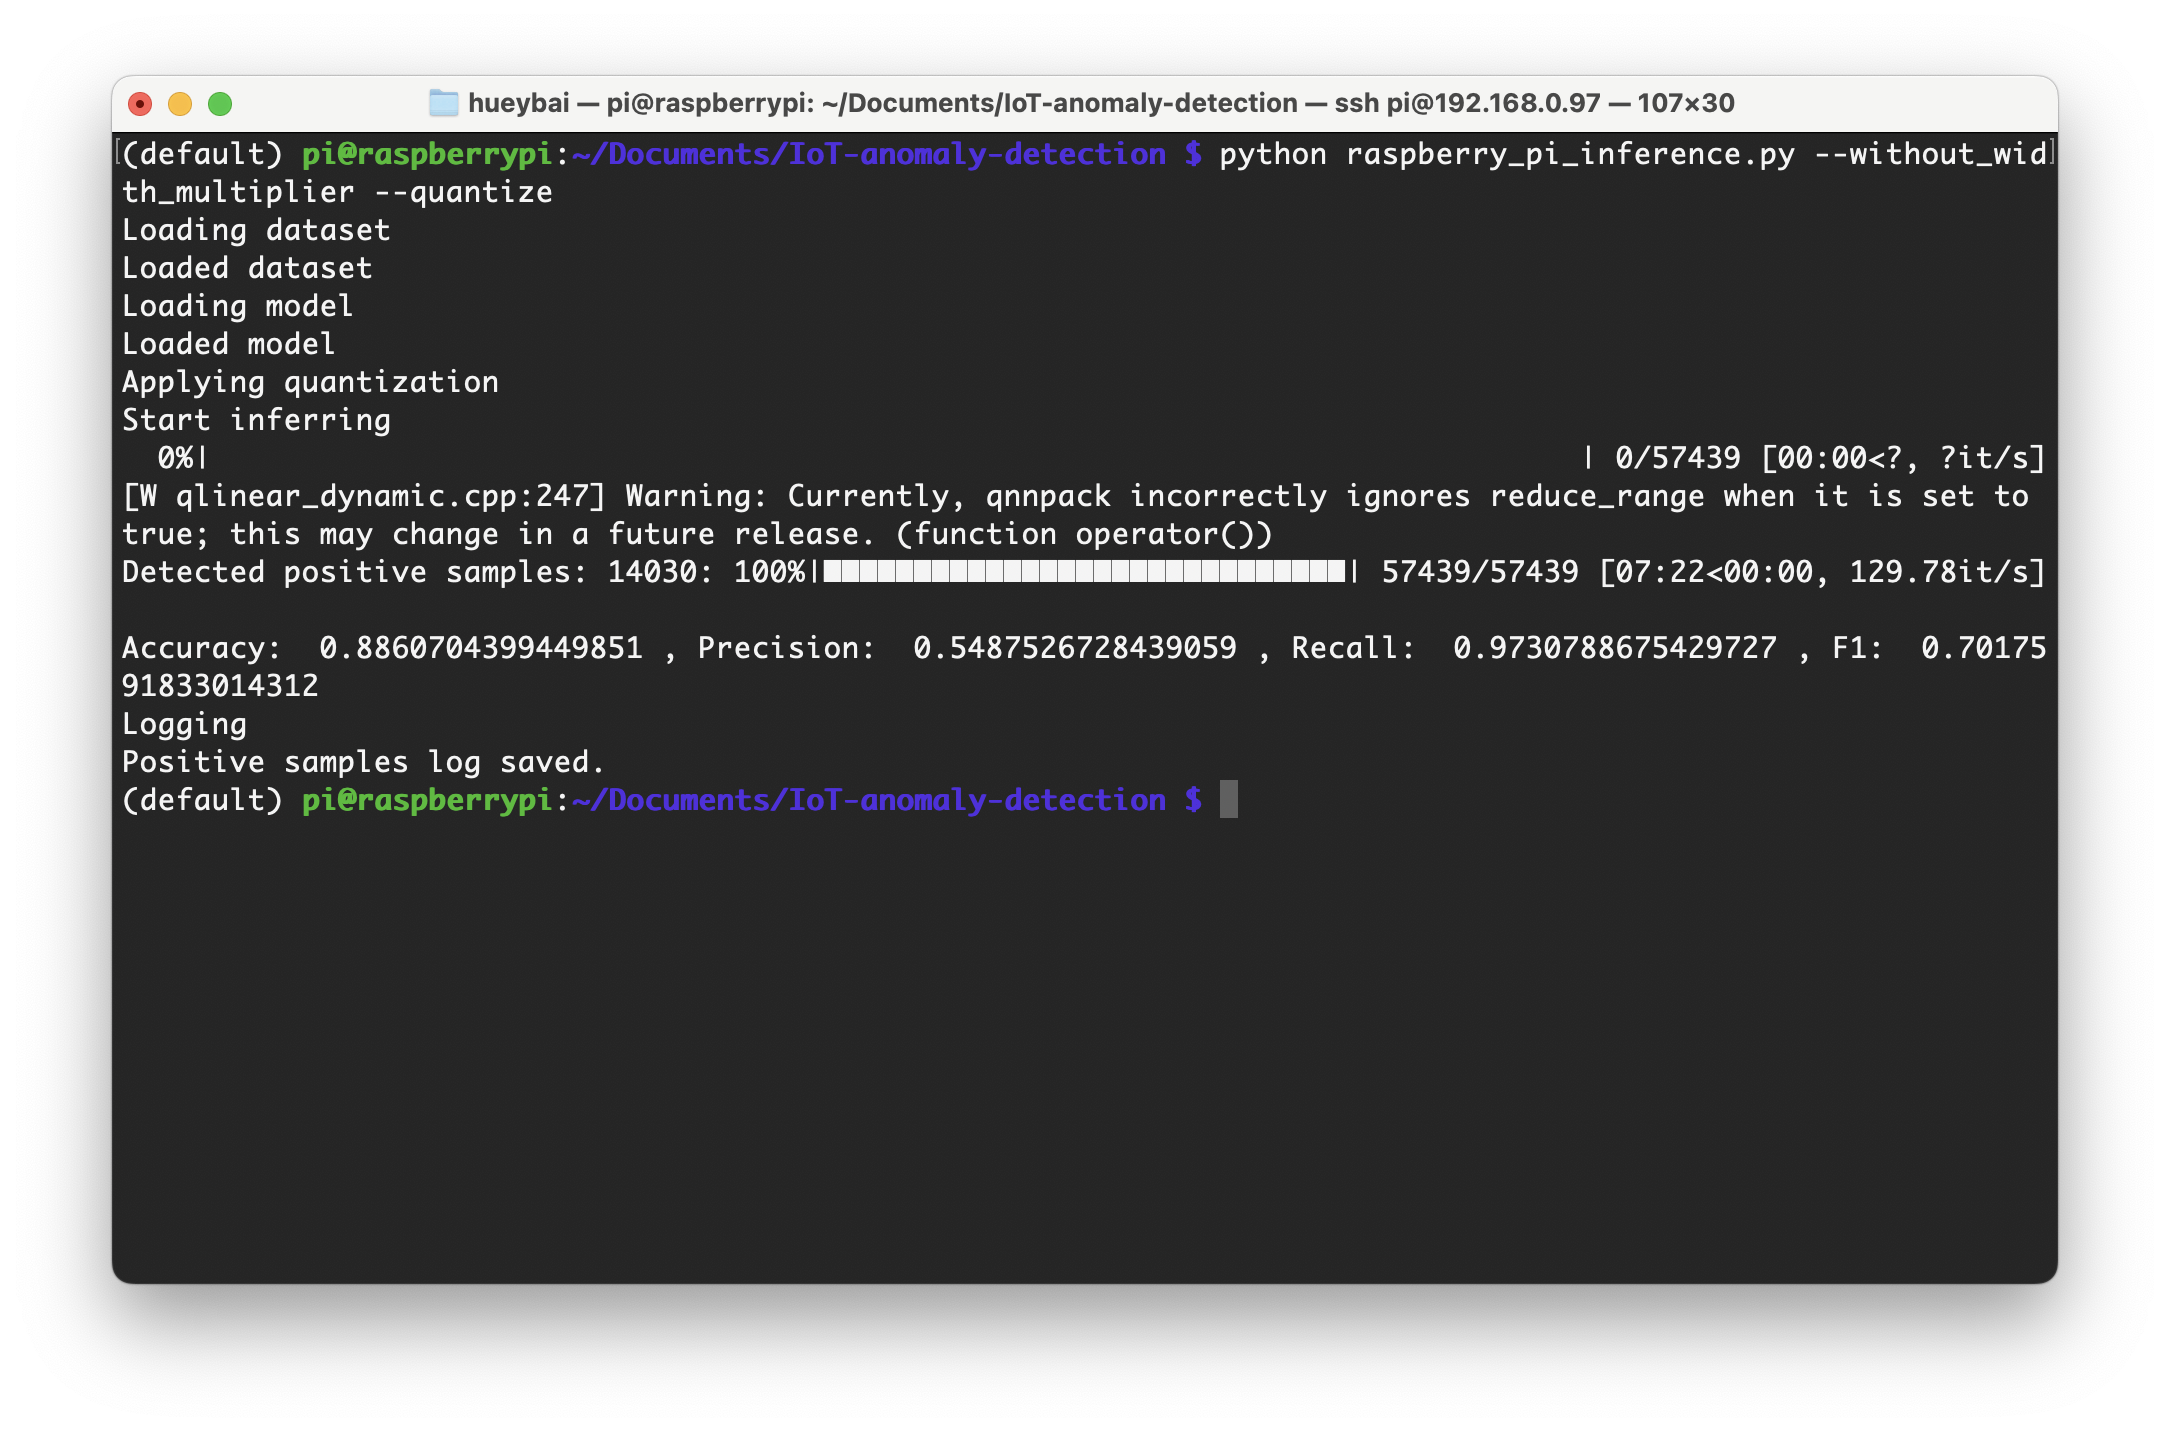 hueybai — pi@raspberrypi: ~/Documents/IoT-anomaly-detection — ssh pi@192.168.0.97 — 107×30
(default) pi@raspberrypi:~/Documents/IoT-anomaly-detection $ python raspberry_pi_inference.py --without_wid
th_multiplier --quantize
Loading dataset
Loaded dataset
Loading model
Loaded model
Applying quantization
Start inferring
  0%|                                                                             | 0/57439 [00:00<?, ?it/s]
[W qlinear_dynamic.cpp:247] Warning: Currently, qnnpack incorrectly ignores reduce_range when it is set to
true; this may change in a future release. (function operator())
Detected positive samples: 14030: 100%|█████████████████████████████| 57439/57439 [07:22<00:00, 129.78it/s]
Accuracy:  0.8860704399449851 , Precision:  0.5487526728439059 , Recall:  0.9730788675429727 , F1:  0.70175
91833014312
Logging
Positive samples log saved.
(default) pi@raspberrypi:~/Documents/IoT-anomaly-detection $